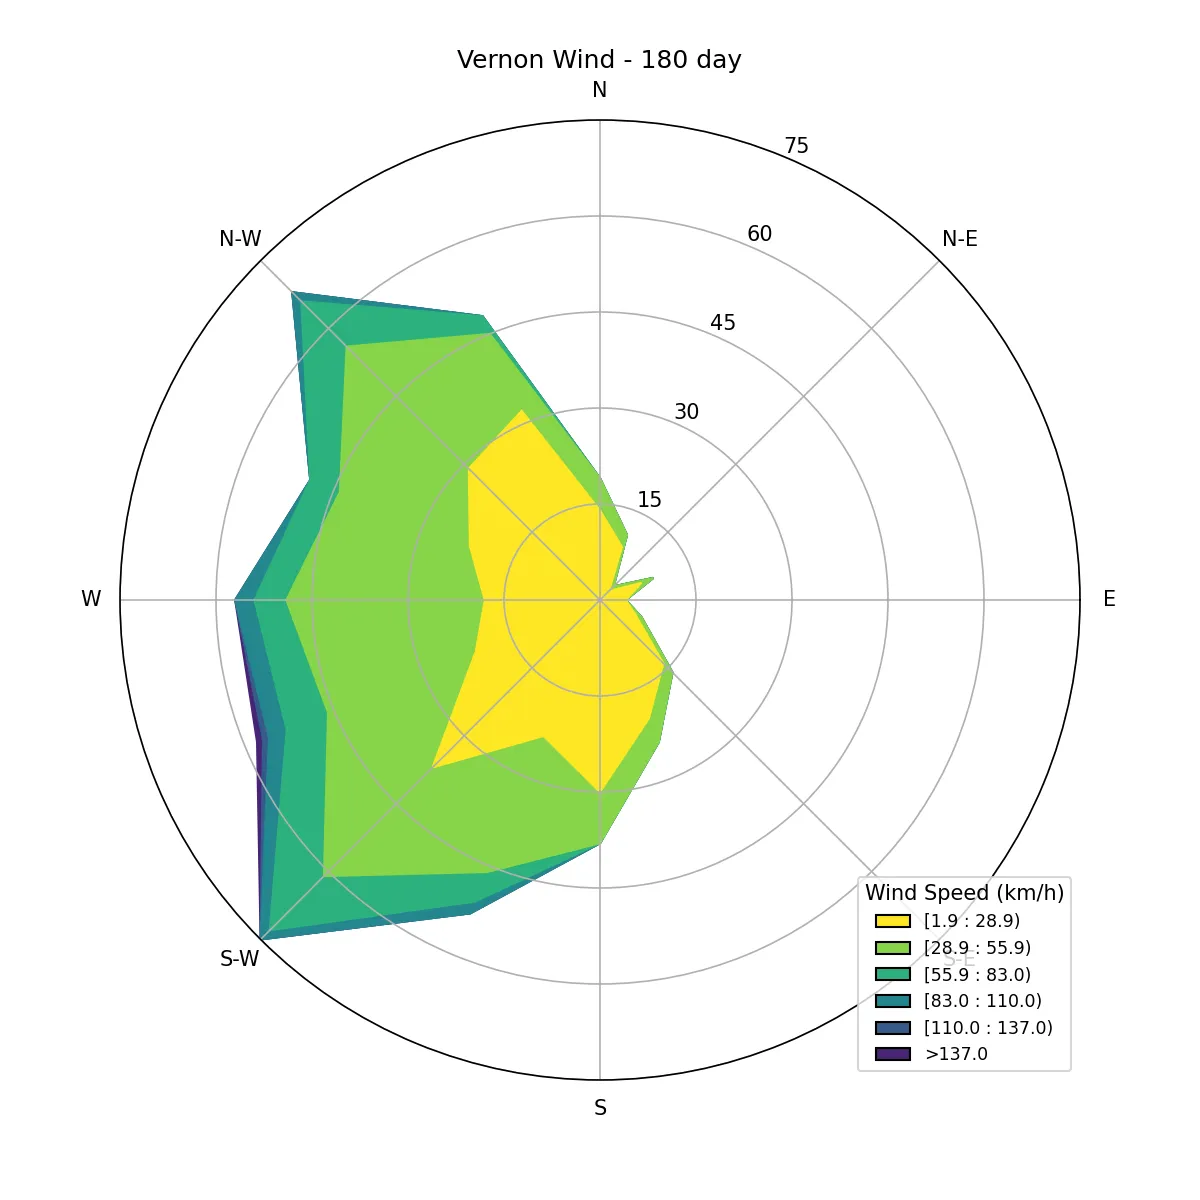 Vernon Wind - 180 day
N
75
N-W
60
N-E
45
30
15
W
E
Wind Speed (km/h)
[1.9 : 28.9)
[28.9 : 55.9)
S-W
S-E
[55.9 : 83.0)
[83.0 : 110.0)
[110.0 : 137.0)
>137.0
S